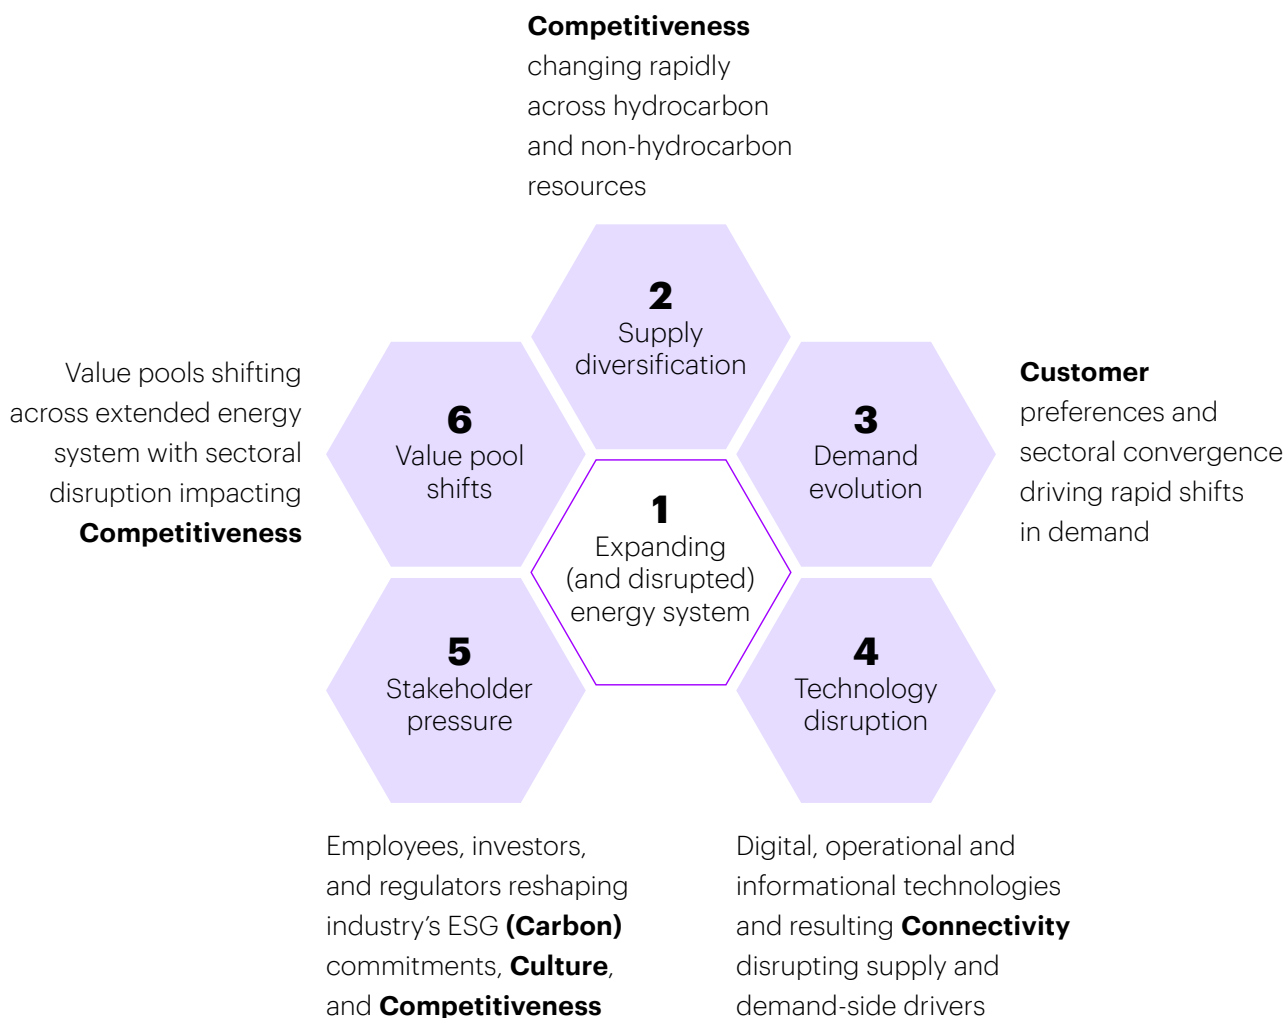 Competitiveness
changing rapidly
across hydrocarbon
and non-hydrocarbon
resources
2
Supply
diversification
Value pools shifting
across extended energy
system with sectoral
disruption impacting
Competitiveness
6
Value pool
shifts
3
Demand
evolution
Customer
preferences and
sectoral convergence
driving rapid shifts
in demand
1
Expanding
(and disrupted)
energy system
5
Stakeholder
pressure
4
Technology
disruption
Employees, investors,
and regulators reshaping
industry’s ESG (Carbon)
commitments, Culture,
and Competitiveness
Digital, operational and
informational technologies
and resulting Connectivity
disrupting supply and
demand-side drivers